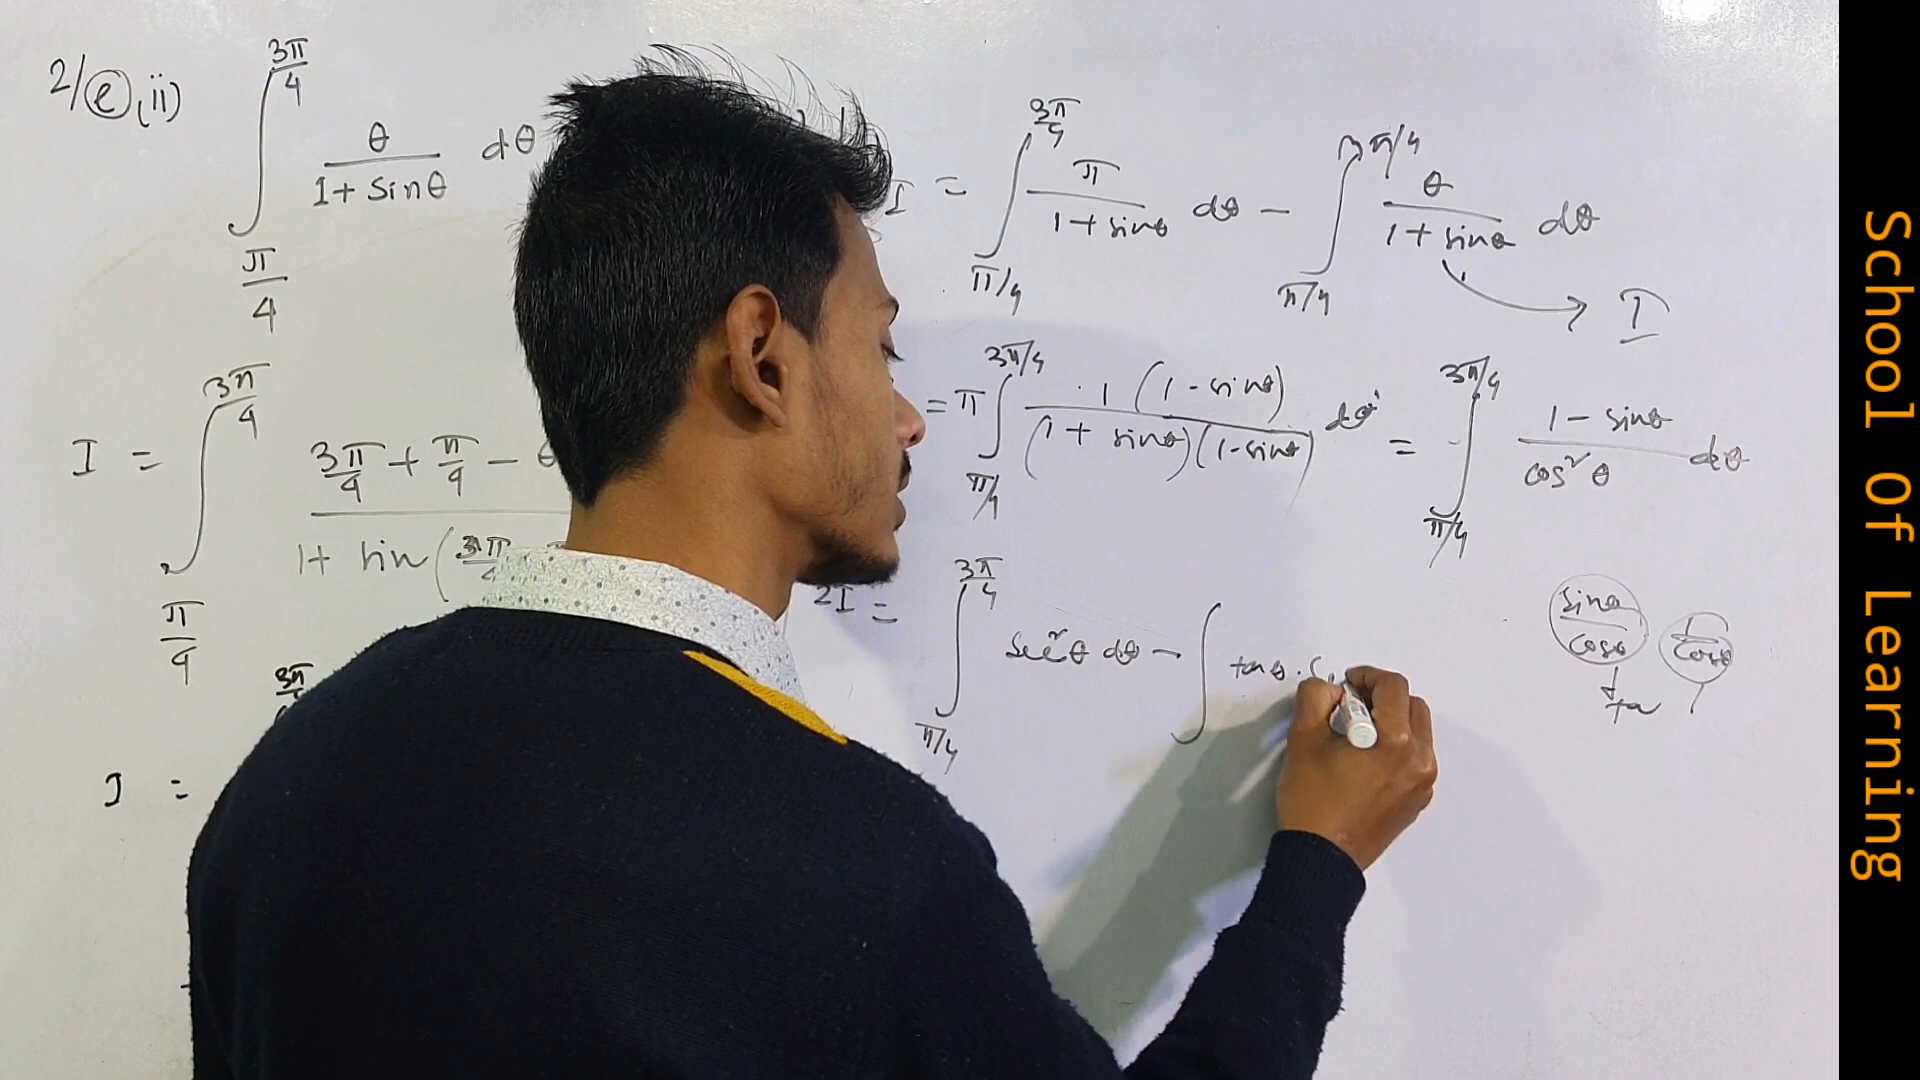 2/(e),(ii) ∫_{π/4}^{3π/4} θ/(1+Sinθ) dθ
I = ∫_{π/4}^{3π/4} (3π/4 + π/4 − θ)/(1+ sin(3π/4
3π
I =
I = ∫_{π/4}^{3π/4} π/(1+sinθ) dθ − ∫_{π/4}^{3π/4} θ/(1+sinθ) dθ
→ I
= π ∫_{π/4}^{3π/4} 1(1-sinθ)/((1+sinθ)(1-sinθ)) dθ = ∫_{π/4}^{3π/4} (1-sinθ)/cos²θ dθ
2I = ∫_{π/4}^{3π/4} sec²θ dθ − ∫ tanθ.
sinθ/cosθ 1/cosθ
ta
School Of Learning